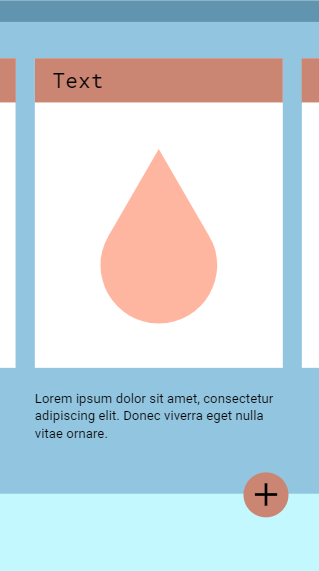 Text
Lorem ipsum dolor sit amet, consectetur
adipiscing elit. Donec viverra eget nulla
vitae ornare.